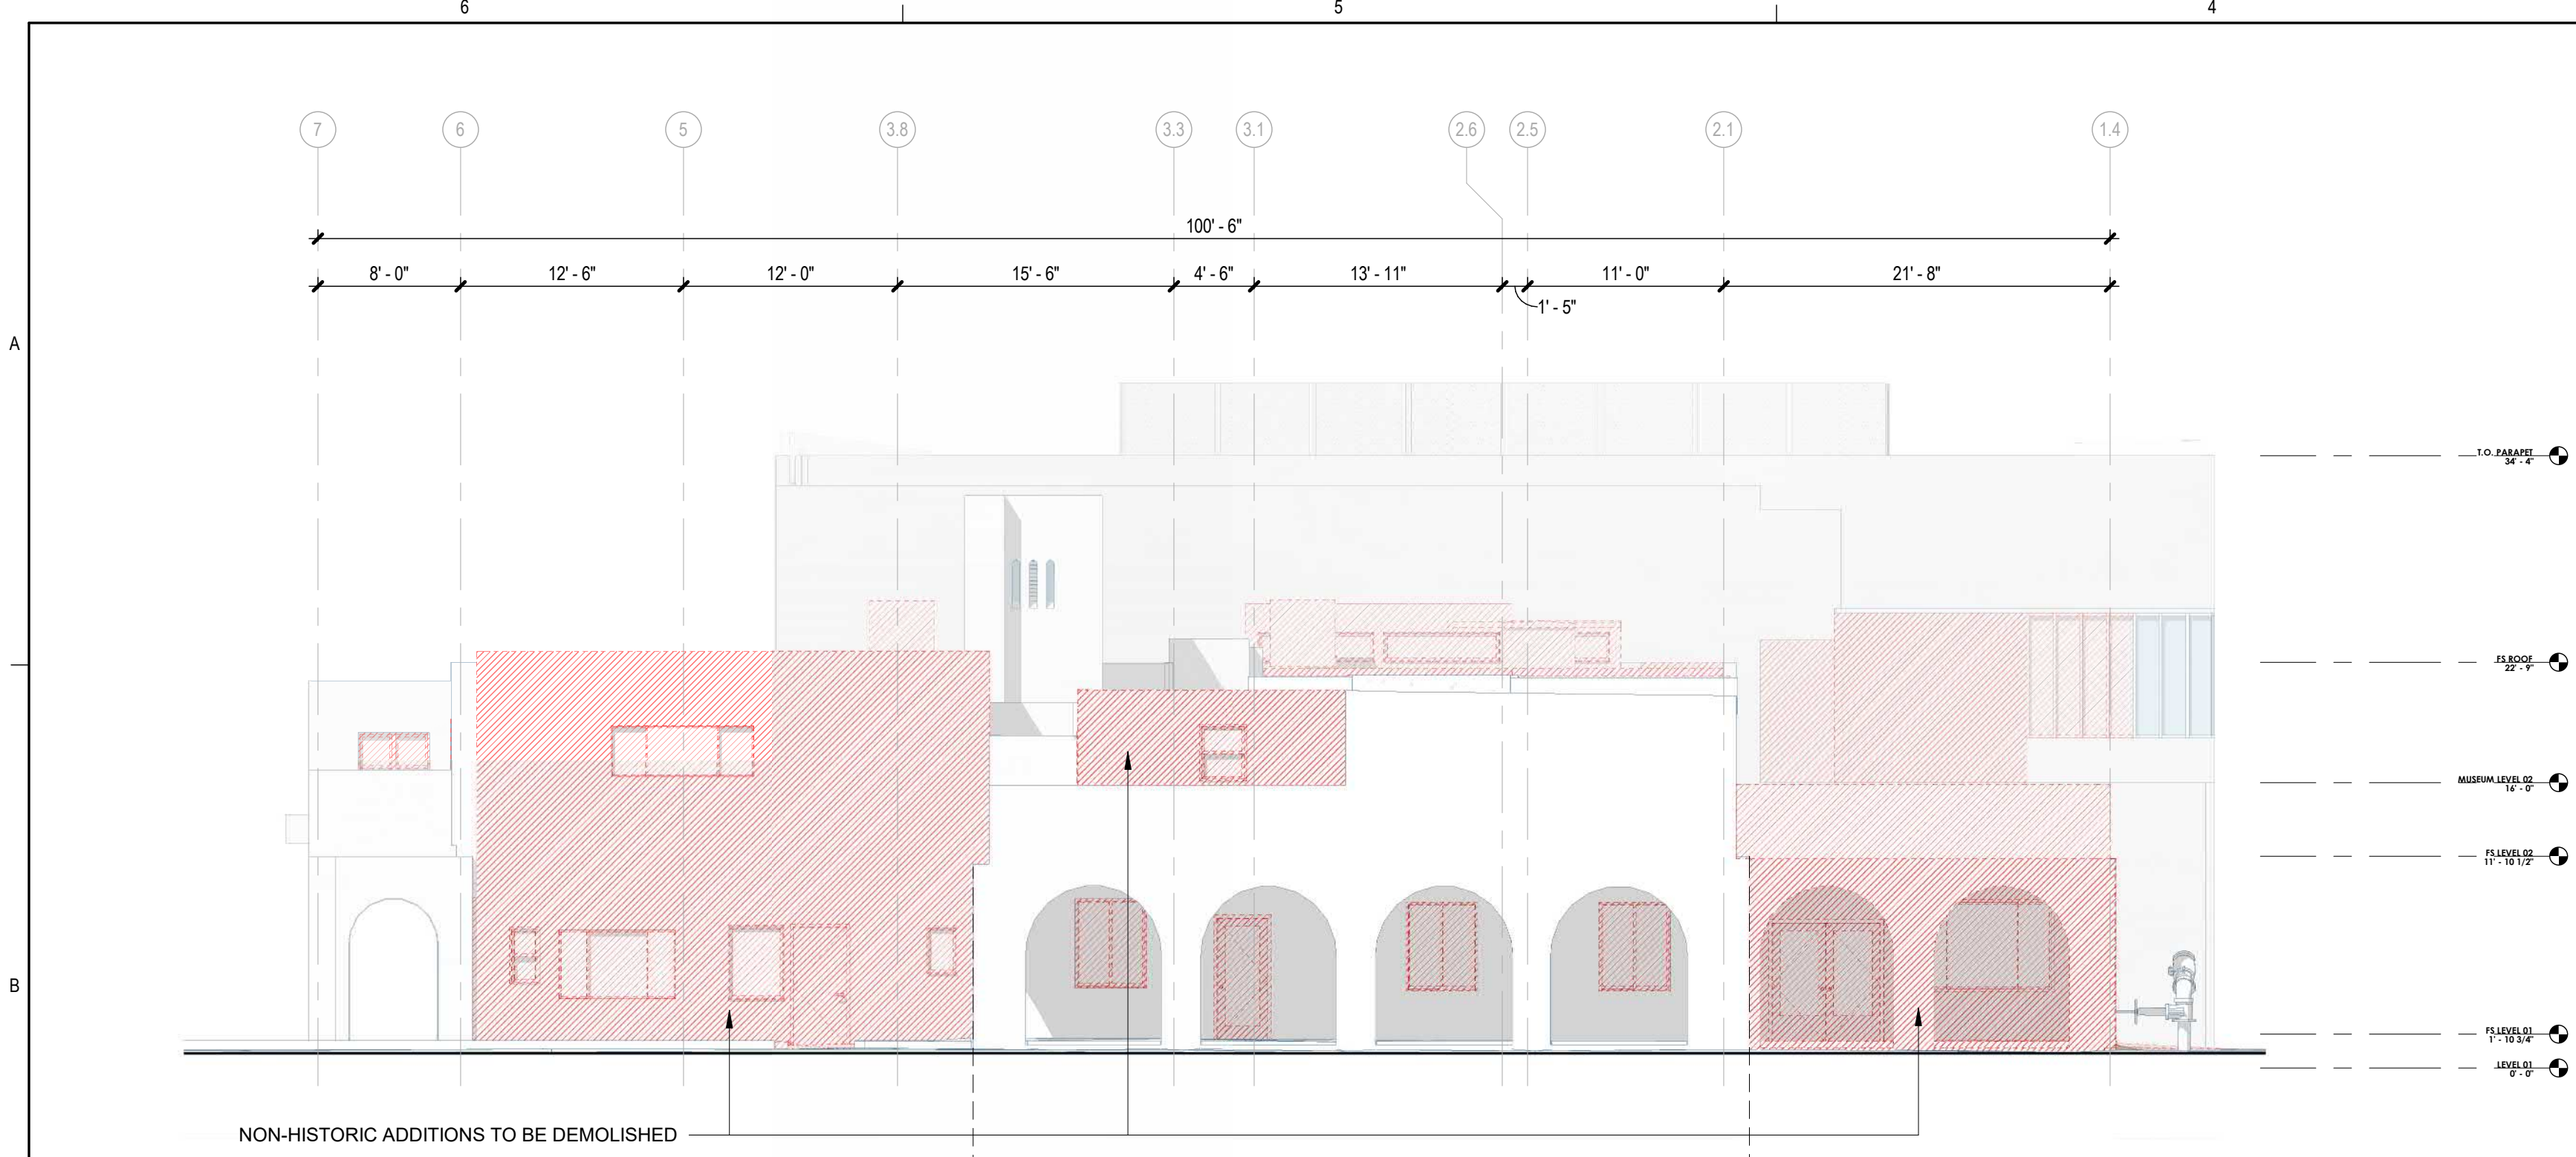 6 5 4
7 6 5 3.8 3.3 3.1 2.6 2.5 2.1 1.4
100' - 6"
8' - 0" 12' - 6" 12' - 0" 15' - 6" 4' - 6" 13' - 11" 11' - 0" 21' - 8"
1' - 5"
A
T.O. PARAPET
34' - 4"
FS ROOF
22' - 9"
MUSEUM LEVEL 02
16' - 0"
FS LEVEL 02
11' - 10 1/2"
B
FS LEVEL 01
1' - 10 3/4"
LEVEL 01
0' - 0"
NON-HISTORIC ADDITIONS TO BE DEMOLISHED